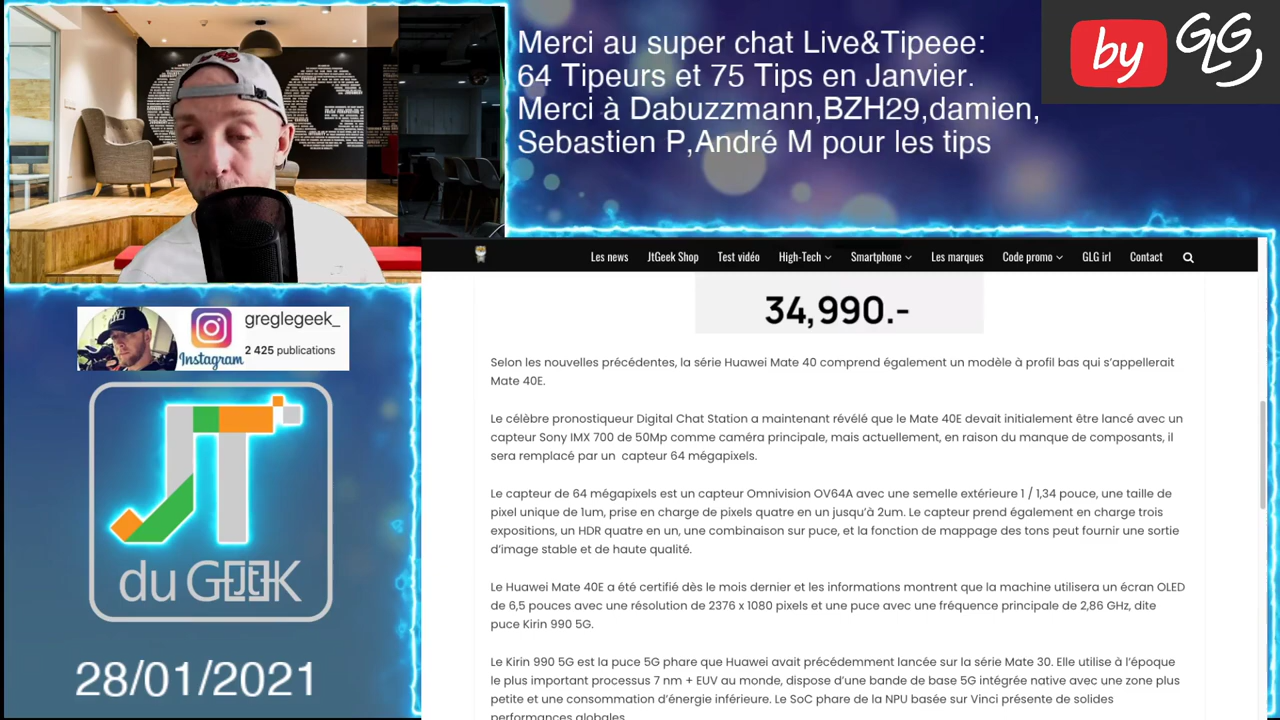 Merci au super chat Live&Tipeee:
64 Tipeurs et 75 Tips en Janvier.
Merci à Dabuzzmann,BZH29,damien,
Sebastien P,Andre M pour les tips
by GLG
Les news JtGeek Shop Test vidéo High-Tech Smartphone Les marques Code promo GLG irl Contact
34,990.-
Selon les nouvelles précédentes, la série Huawei Mate 40 comprend également un modèle à profil bas qui s'appellerait
Mate 40E.
Le célèbre pronostiqueur Digital Chat Station a maintenant révélé que le Mate 40E devait initialement être lancé avec un
capteur Sony IMX 700 de 50Mp comme caméra principale, mais actuellement, en raison du manque de composants, il
sera remplacé par un capteur 64 mégapixels.
Le capteur de 64 mégapixels est un capteur Omnivision OV64A avec une semelle extérieure 1 / 1,34 pouce, une taille de
pixel unique de 1um, prise en charge de pixels quatre en un jusqu'à 2um. Le capteur prend également en charge trois
expositions, un HDR quatre en un, une combinaison sur puce, et la fonction de mappage des tons peut fournir une sortie
d'image stable et de haute qualité.
Le Huawei Mate 40E a été certifié dès le mois dernier et les informations montrent que la machine utilisera un écran OLED
de 6,5 pouces avec une résolution de 2376 x 1080 pixels et une puce avec une fréquence principale de 2,86 GHz, dite
puce Kirin 990 5G.
Le Kirin 990 5G est la puce 5G phare que Huawei avait précédemment lancée sur la série Mate 30. Elle utilise à l'époque
le plus important processus 7 nm + EUV au monde, dispose d'une bande de base 5G intégrée native avec une zone plus
petite et une consommation d'énergie inférieure. Le SoC phare de la NPU basée sur Vinci présente de solides
performances globales.
greglegeek_
Instagram 2 425 publications
JT
du GEEK
28/01/2021